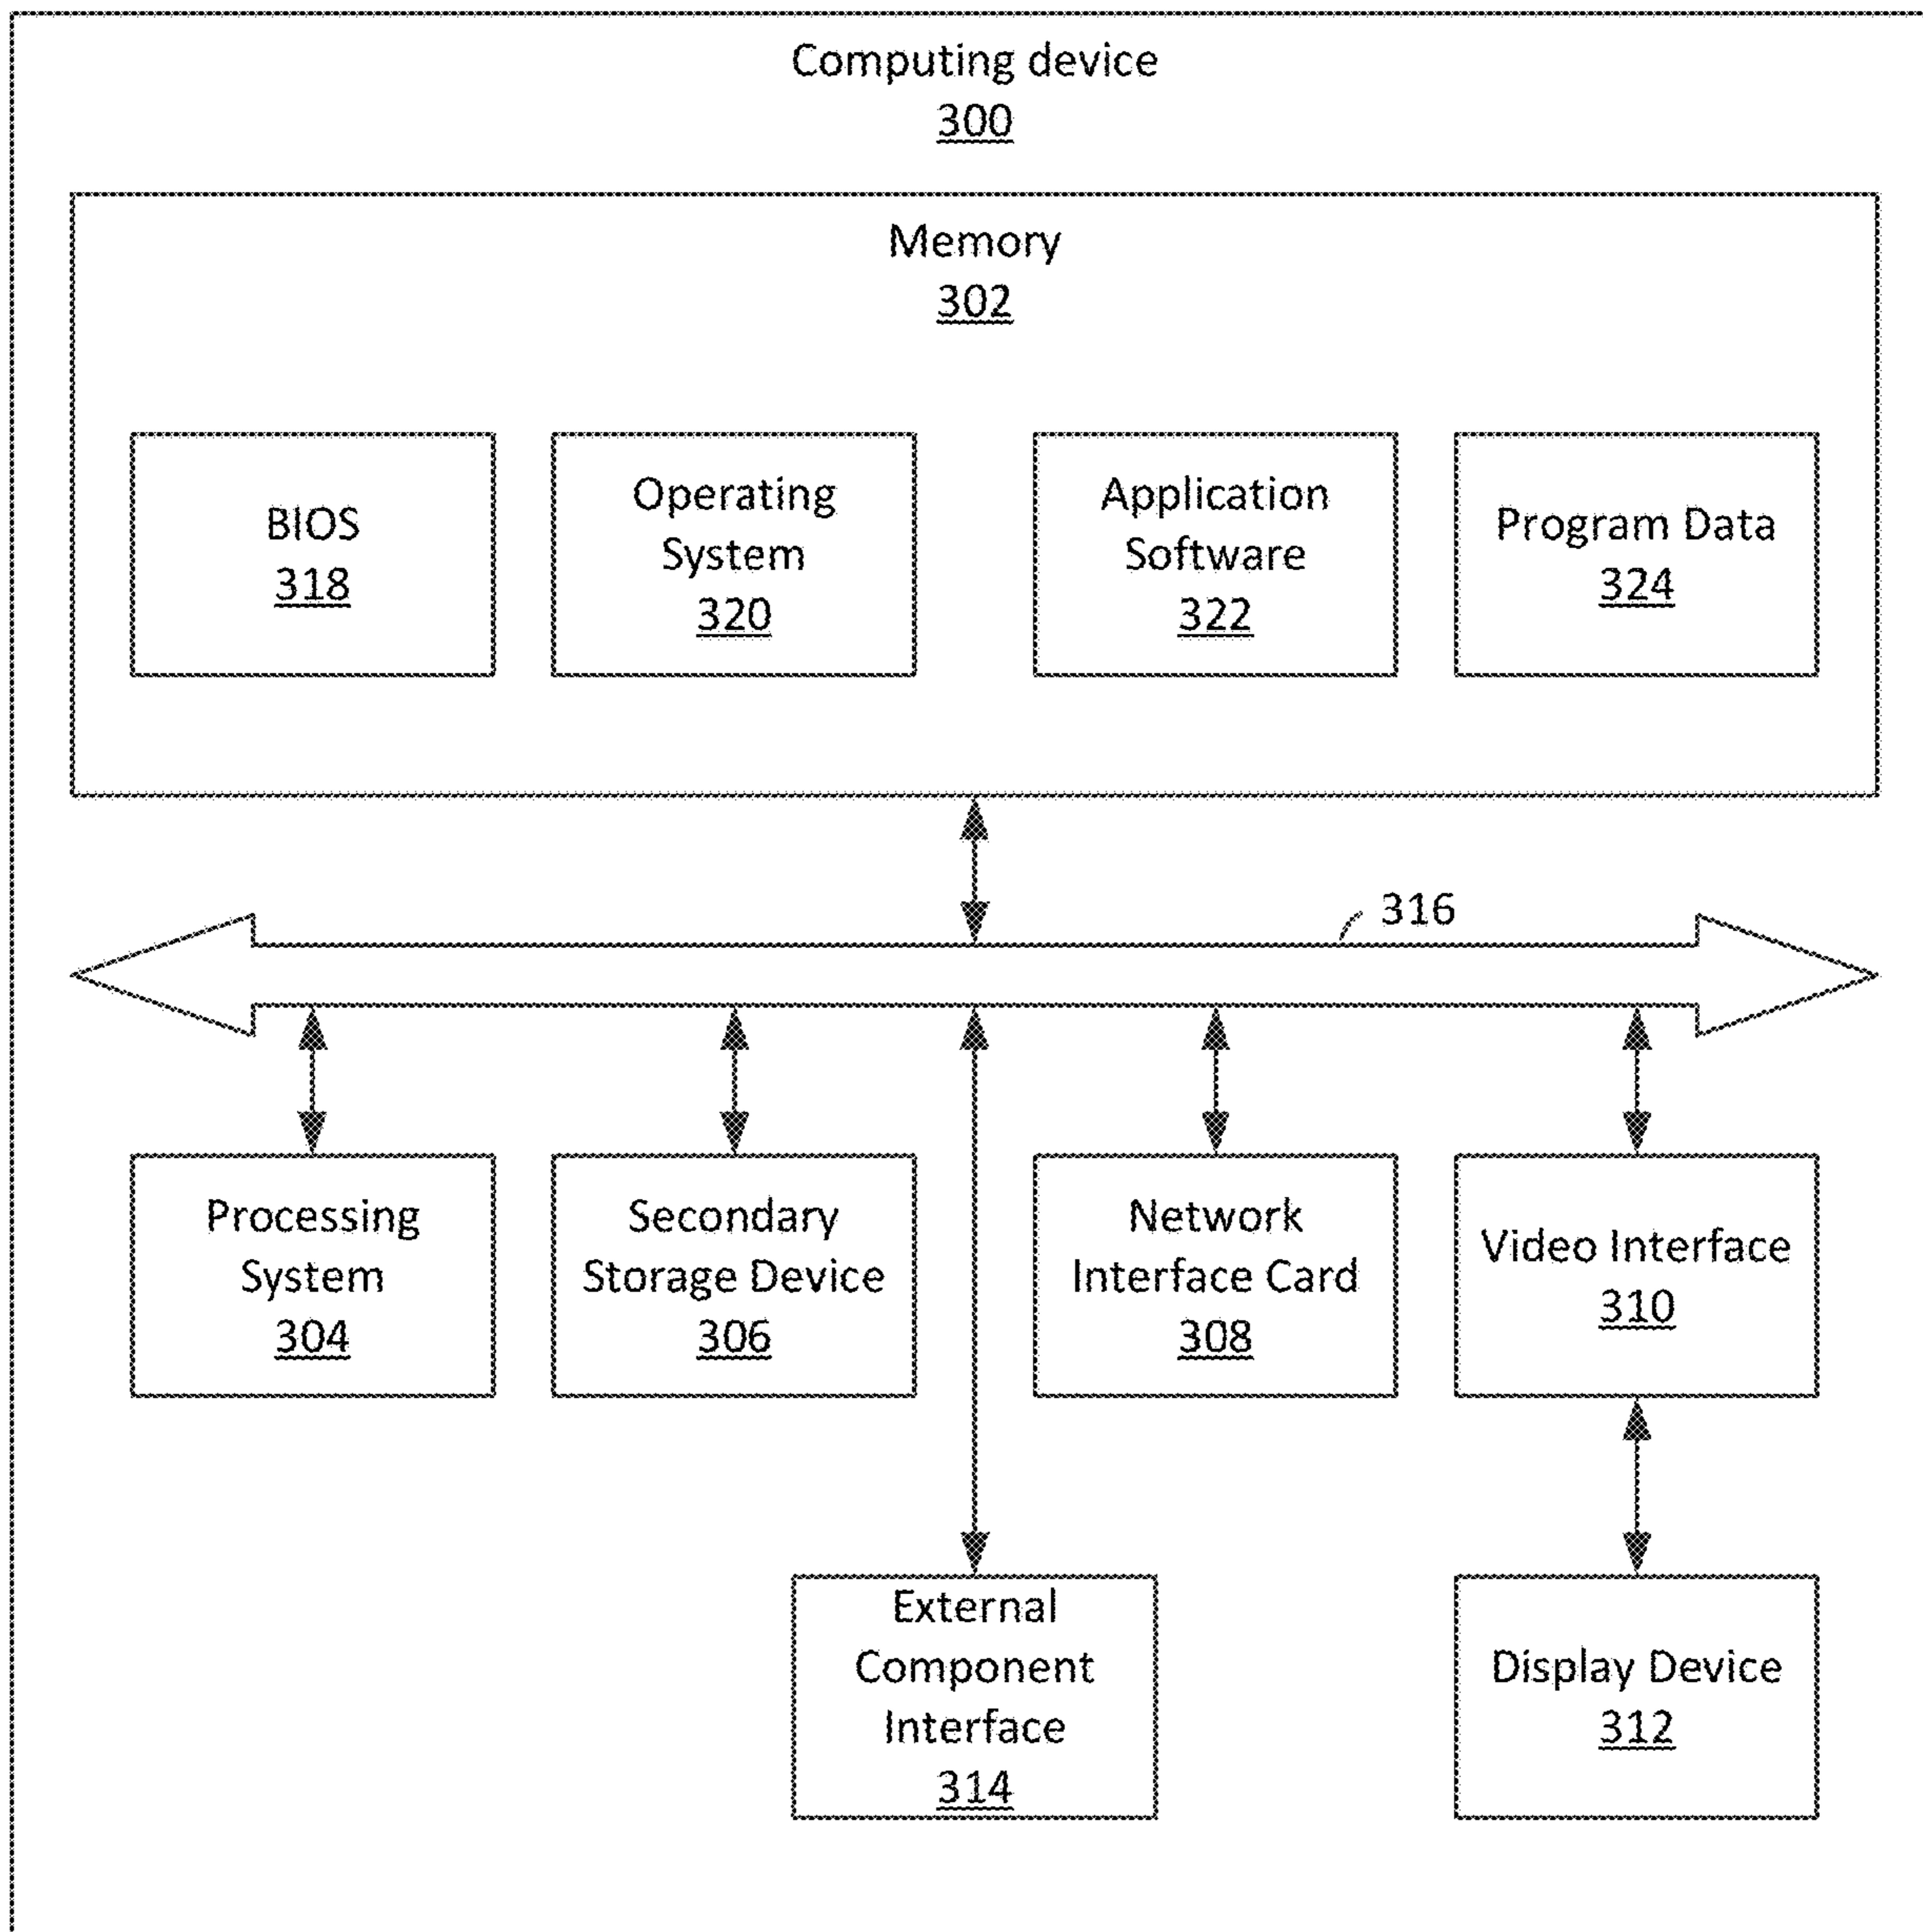 Computing device
300
Memory
302
BIOS
318
Operating
System
320
Application
Software
322
Program Data
324
316
Processing
System
304
Secondary
Storage Device
306
Network
Interface Card
308
Video Interface
310
External
Component
Interface
314
Display Device
312